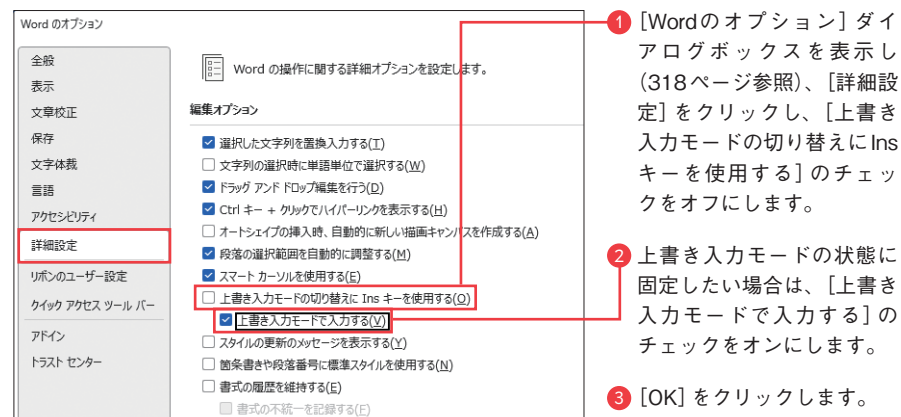 Word のオプション
全般
表示
文章校正
保存
文字体裁
言語
アクセシビリティ
詳細設定
リボンのユーザー設定
クイック アクセス ツール バー
アドイン
トラスト センター
Word の操作に関する詳細オプションを設定します。
編集オプション
選択した文字列を置換入力する(T)
文字列の選択時に単語単位で選択する(W)
ドラッグ アンド ドロップ編集を行う(D)
Ctrl キー + クリックでハイパーリンクを表示する(H)
オートシェイプの挿入時、自動的に新しい描画キャンバスを作成する(A)
段落の選択範囲を自動的に調整する(M)
スマート カーソルを使用する(E)
上書き入力モードの切り替えに Ins キーを使用する(O)
上書き入力モードで入力する(V)
スタイルの更新のメッセージを表示する(Y)
箇条書きや段落番号に標準スタイルを使用する(N)
書式の履歴を維持する(E)
書式の不統一を記録する(F)
1 [Wordのオプション] ダイ
アログボックスを表示し
(318ページ参照)、[詳細設
定] をクリックし、[上書き
入力モードの切り替えに Ins
キーを使用する] のチェッ
クをオフにします。
2 上書き入力モードの状態に
固定したい場合は、[上書き
入力モードで入力する] の
チェックをオンにします。
3 [OK] をクリックします。